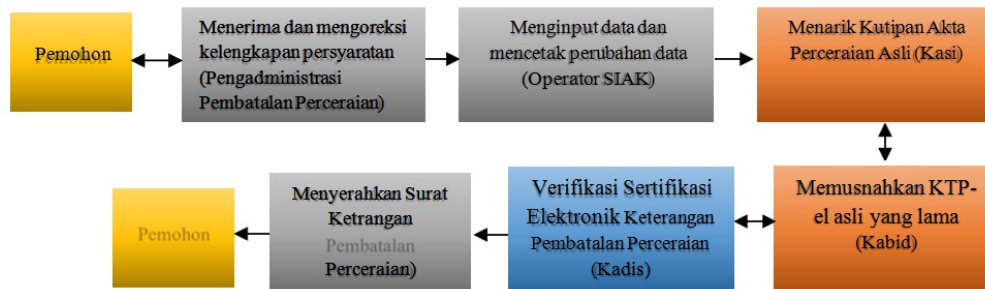 Pemohon
Menerima dan mengoreksi
kelengkapan persyaratan
(Pengadministrasi
Pembatalan Perceraian)
Menginput data dan
mencetak perubahan data
(Operator SIAK)
Menarik Kutipan Akta
Perceraian Asli (Kasi)
Memusnahkan KTP-
el asli yang lama
(Kabid)
Verifikasi Sertifikasi
Elektronik Keterangan
Pembatalan Perceraian
(Kadis)
Menyerahkan Surat
Ketrangan
Pembatalan
Perceraian)
Pemohon